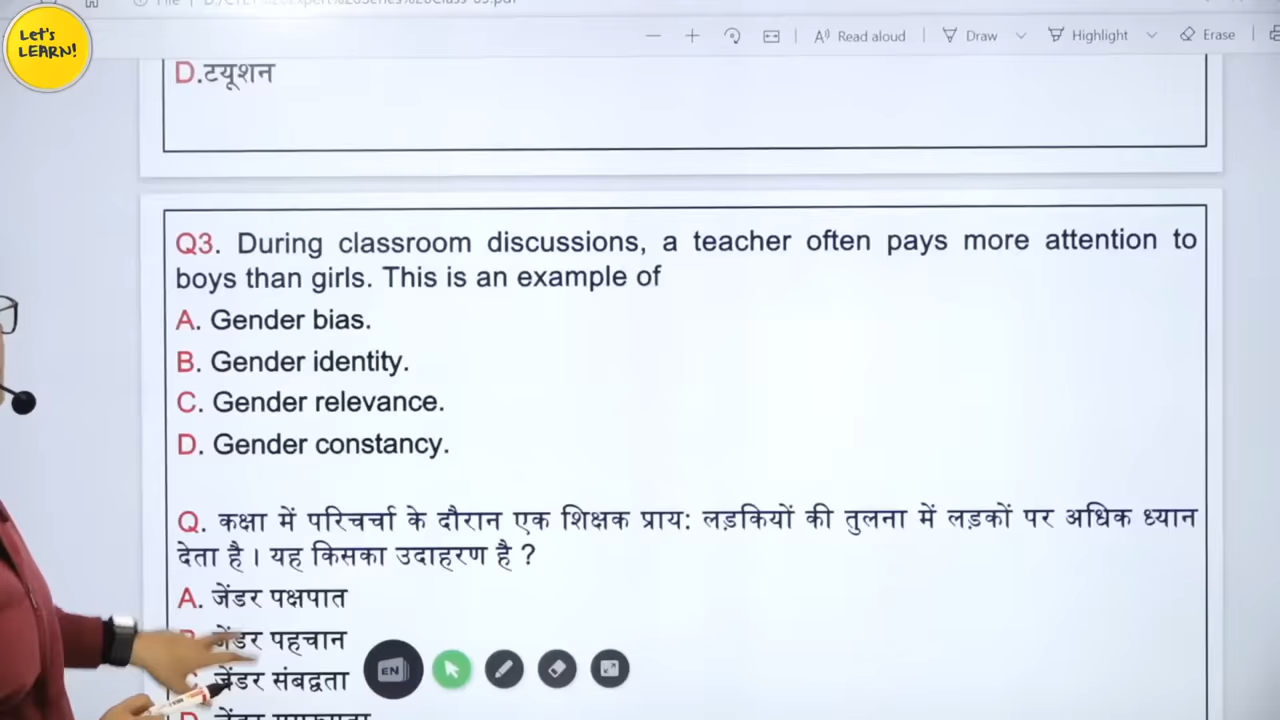 Let's
LEARN!
Read aloud
Draw
Highlight
Erase
D.टयूशन
Q3. During classroom discussions, a teacher often pays more attention to
boys than girls. This is an example of
A. Gender bias.
B. Gender identity.
C. Gender relevance.
D. Gender constancy.
Q. कक्षा में परिचर्चा के दौरान एक शिक्षक प्राय: लड़कियों की तुलना में लड़कों पर अधिक ध्यान
देता है। यह किसका उदाहरण है ?
A. जेंडर पक्षपात
जेंडर पहचान
जेंडर संबद्वता
EN